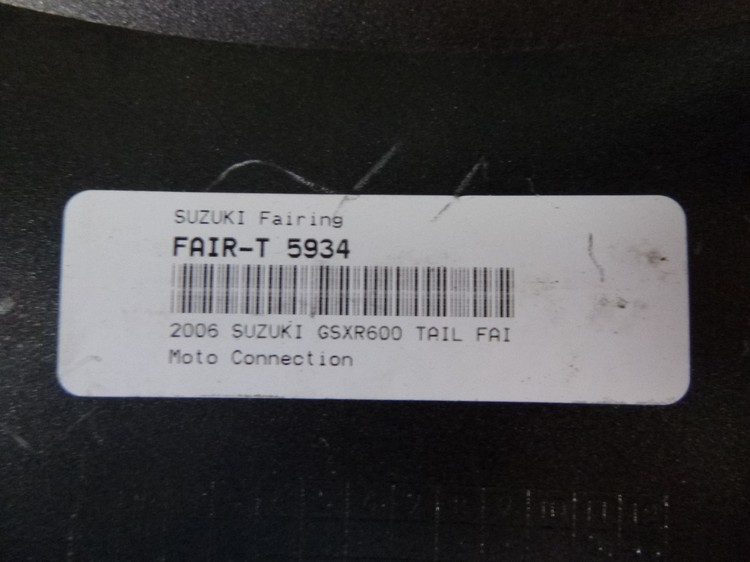 SUZUKI Fairing
FAIR-T 5934
2006 SUZUKI GSXR600 TAIL FAI
Moto Connection